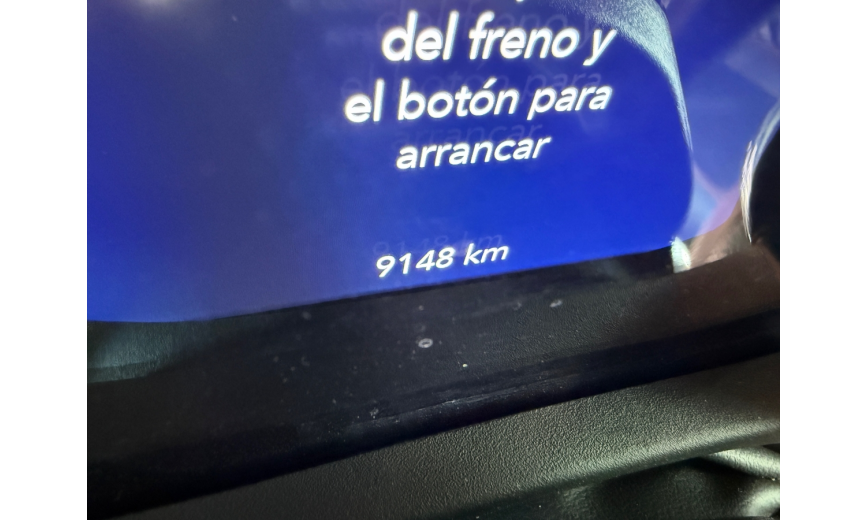 del freno y
el botón para
arrancar
9148 km